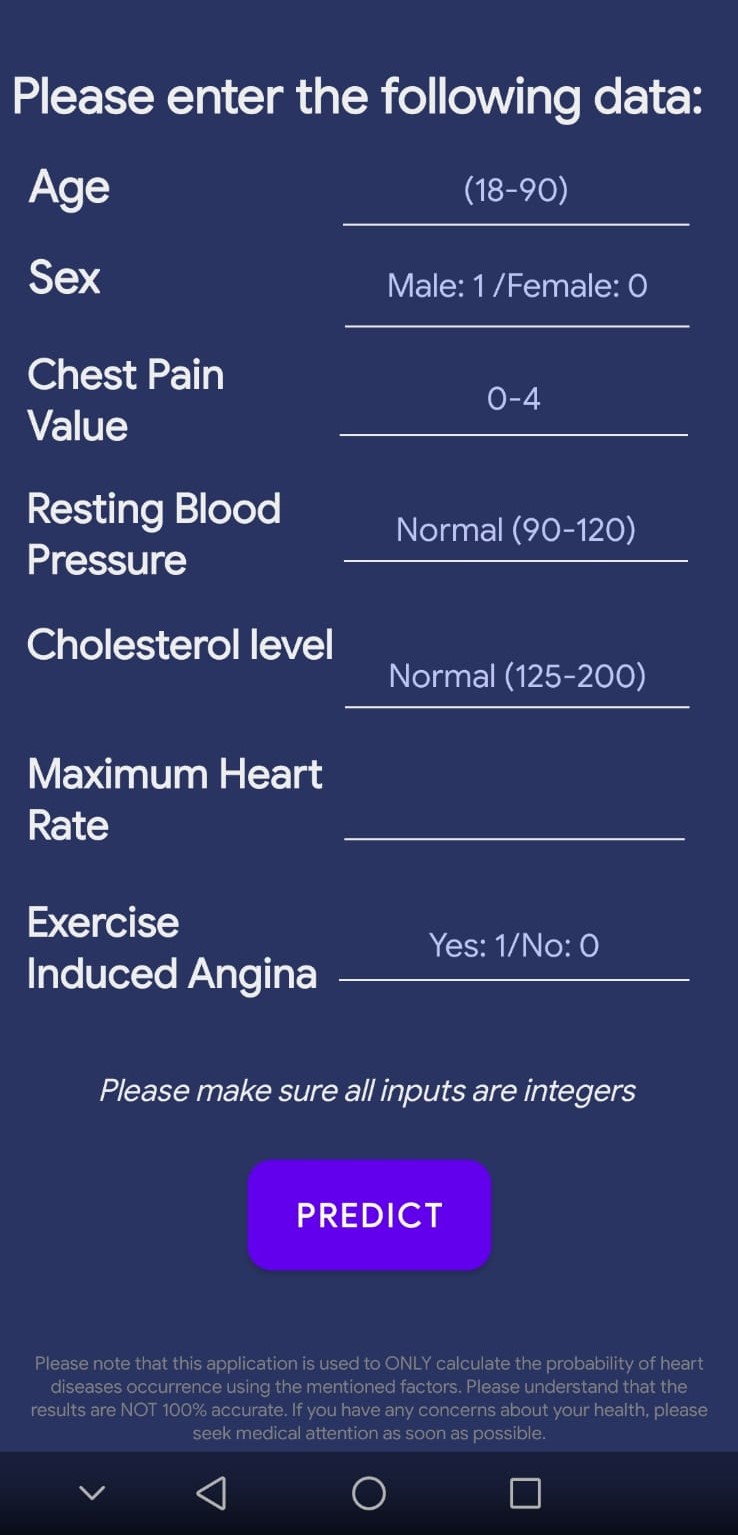 Please enter the following data:
Age
(18-90)
Sex
Male: 1 /Female: 0
Chest Pain
Value
0-4
Resting Blood
Pressure
Normal (90-120)
Cholesterol level
Normal (125-200)
Maximum Heart
Rate
Exercise
Induced Angina
Yes: 1/No: 0
Please make sure all inputs are integers
PREDICT
Please note that this application is used to ONLY calculate the probability of heart
diseases occurrence using the mentioned factors. Please understand that the
results are NOT 100% accurate. If you have any concerns about your health, please
seek medical attention as soon as possible.